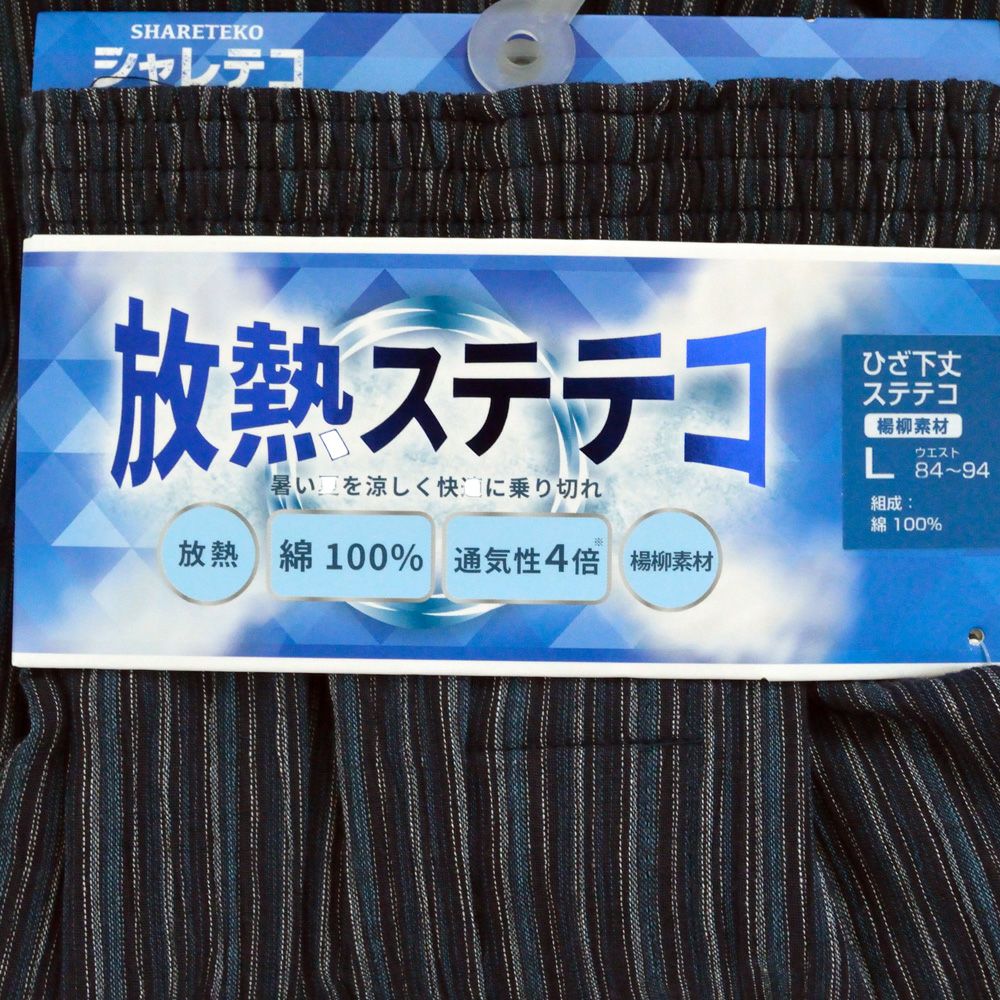 SHARETEKO
シャレテコ
放熱ステテコ
暑い を涼しく快 に乗り切れ
放熱
綿 100%
通気性4倍※
楊柳素材
ひざ下丈
ステテコ
楊柳素材
L ウエスト 84～94
組成：
綿 100%